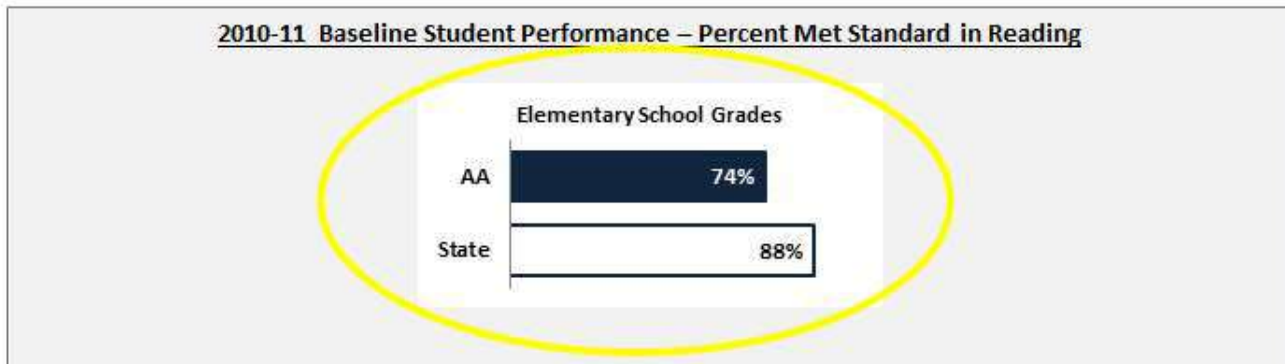 2010-11 Baseline Student Performance – Percent Met Standard in Reading
Elementary School Grades
AA 74%
State 88%